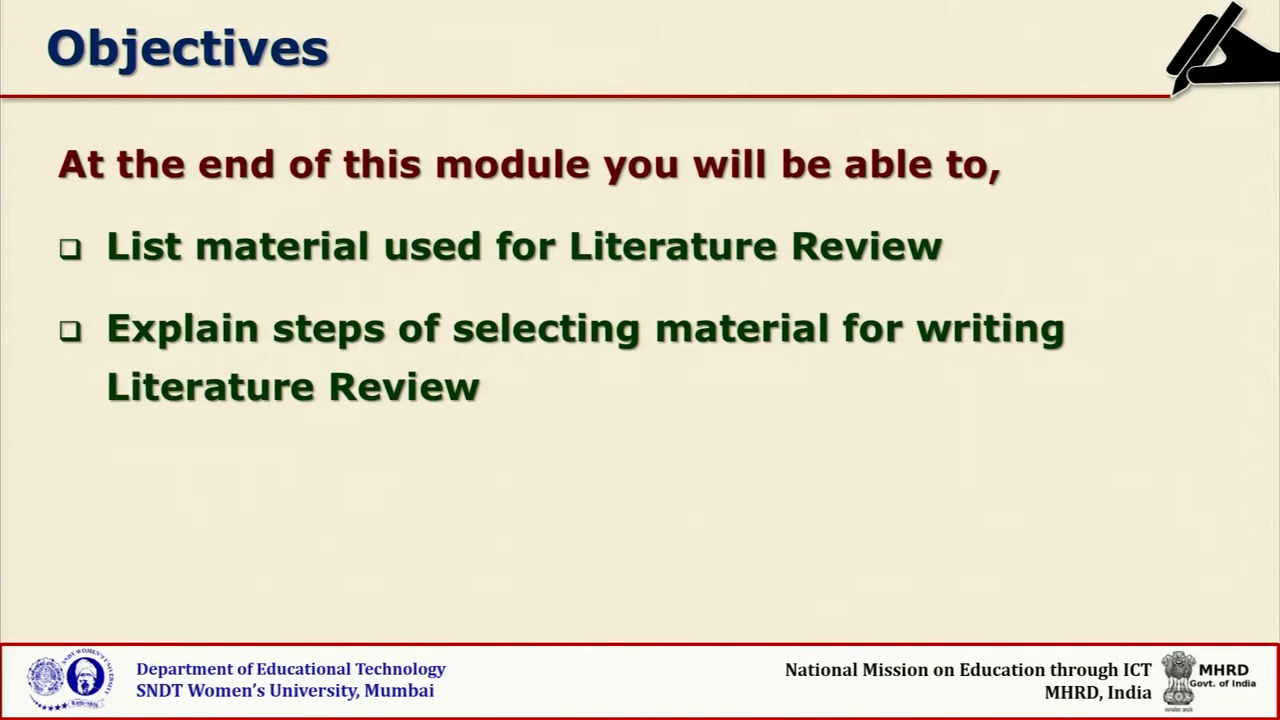 Objectives
At the end of this module you will be able to,
List material used for Literature Review
Explain steps of selecting material for writing
Literature Review
Department of Educational Technology
SNDT Women's University, Mumbai
National Mission on Education through ICT
MHRD, India
MHRD
Govt. of India